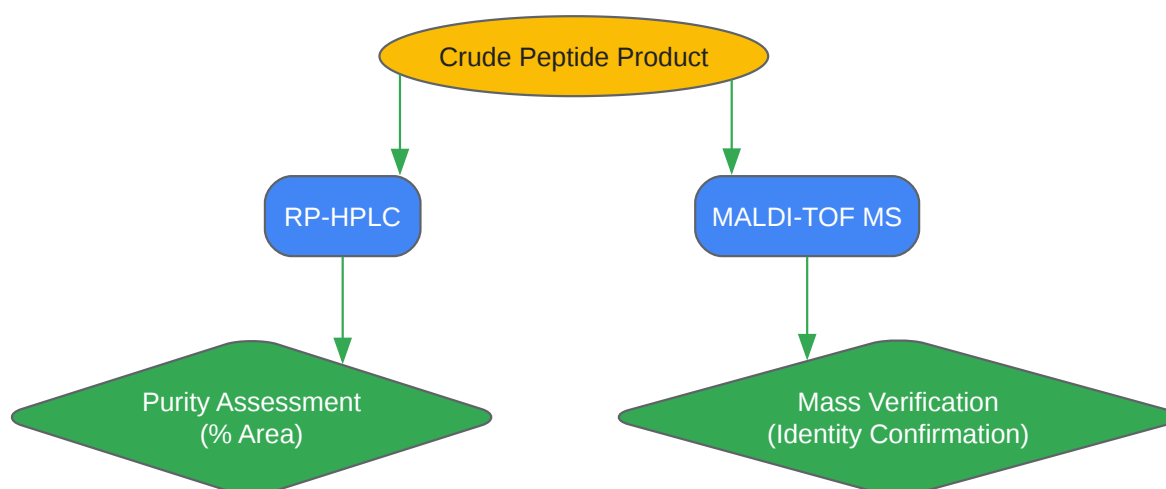 Crude Peptide Product
RP-HPLC
MALDI-TOF MS
Purity Assessment
(% Area)
Mass Verification
(Identity Confirmation)